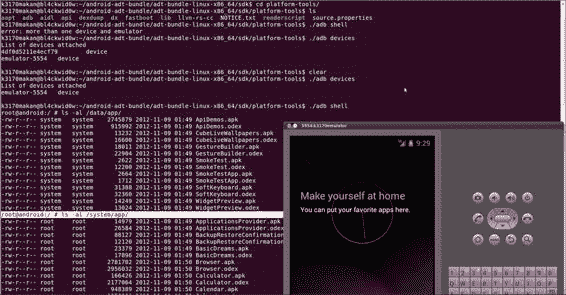 k3170makan@bl4ckwid0w:~/android-adt-bundle/adt-bundle-linux-x86_64/sdk$ cd platform-tools/
k3170makan@bl4ckwid0w:~/android-adt-bundle/adt-bundle-linux-x86_64/sdk/platform-tools$ ls
aapt adb aidl api dexdump dx fastboot lib llvm-rs-cc NOTICE.txt renderscript source.properties
k3170makan@bl4ckwid0w:~/android-adt-bundle/adt-bundle-linux-x86_64/sdk/platform-tools$ ./adb shell
error: more than one device and emulator
k3170makan@bl4ckwid0w:~/android-adt-bundle/adt-bundle-linux-x86_64/sdk/platform-tools$ ./adb devices
List of devices attached
4df0d5211e4ecf79 device
emulator-5554 device

k3170makan@bl4ckwid0w:~/android-adt-bundle/adt-bundle-linux-x86_64/sdk/platform-tools$ clear
k3170makan@bl4ckwid0w:~/android-adt-bundle/adt-bundle-linux-x86_64/sdk/platform-tools$ ./adb devices
List of devices attached
emulator-5554 device

k3170makan@bl4ckwid0w:~/android-adt-bundle/adt-bundle-linux-x86_64/sdk/platform-tools$ ./adb shell
root@android:/ # ls -al /data/app/
-rw-r--r-- system system 2745879 2012-11-09 01:49 ApiDemos.apk
-rw-r--r-- system system 915992 2012-11-09 01:49 ApiDemos.odex
-rw-r--r-- system system 13232 2012-11-09 01:49 CubeLiveWallpapers.apk
-rw-r--r-- system system 15600 2012-11-09 01:49 CubeLiveWallpapers.odex
-rw-r--r-- system system 18011 2012-11-09 01:49 GestureBuilder.apk
-rw-r--r-- system system 22904 2012-11-09 01:49 GestureBuilder.odex
-rw-r--r-- system system 2622 2012-11-09 01:49 SmokeTest.apk
-rw-r--r-- system system 12200 2012-11-09 01:49 SmokeTest.odex
-rw-r--r-- system system 2664 2012-11-09 01:49 SmokeTestApp.apk
-rw-r--r-- system system 1712 2012-11-09 01:49 SmokeTestApp.odex
-rw-r--r-- system system 31388 2012-11-09 01:49 SoftKeyboard.apk
-rw-r--r-- system system 32360 2012-11-09 01:49 SoftKeyboard.odex
-rw-r--r-- system system 14249 2012-11-09 01:49 WidgetPreview.apk
-rw-r--r-- system system 13024 2012-11-09 01:49 WidgetPreview.odex
root@android:/ # ls -al /system/app/
-rw-r--r-- root root 14979 2012-11-09 01:49 ApplicationsProvider.apk
-rw-r--r-- root root 26584 2012-11-09 01:49 ApplicationsProvider.odex
-rw-r--r-- root root 80127 2012-11-09 01:49 BackupRestoreConfirmation
-rw-r--r-- root root 12120 2012-11-09 01:49 BackupRestoreConfirmation
-rw-r--r-- root root 23379 2012-11-09 01:49 BasicDreams.apk
-rw-r--r-- root root 17896 2012-11-09 01:49 BasicDreams.odex
-rw-r--r-- root root 2781702 2012-11-09 01:50 Browser.apk
-rw-r--r-- root root 2956032 2012-11-09 01:50 Browser.odex
-rw-r--r-- root root 166426 2012-11-09 01:50 Calculator.apk
-rw-r--r-- root root 2177004 2012-11-09 01:50 Calculator.odex
-rw-r--r-- root root 948389 2012-11-09 01:50 Calendar.apk
5554:k3170emulator
9:29
Make yourself at home
You can put your favorite apps here.